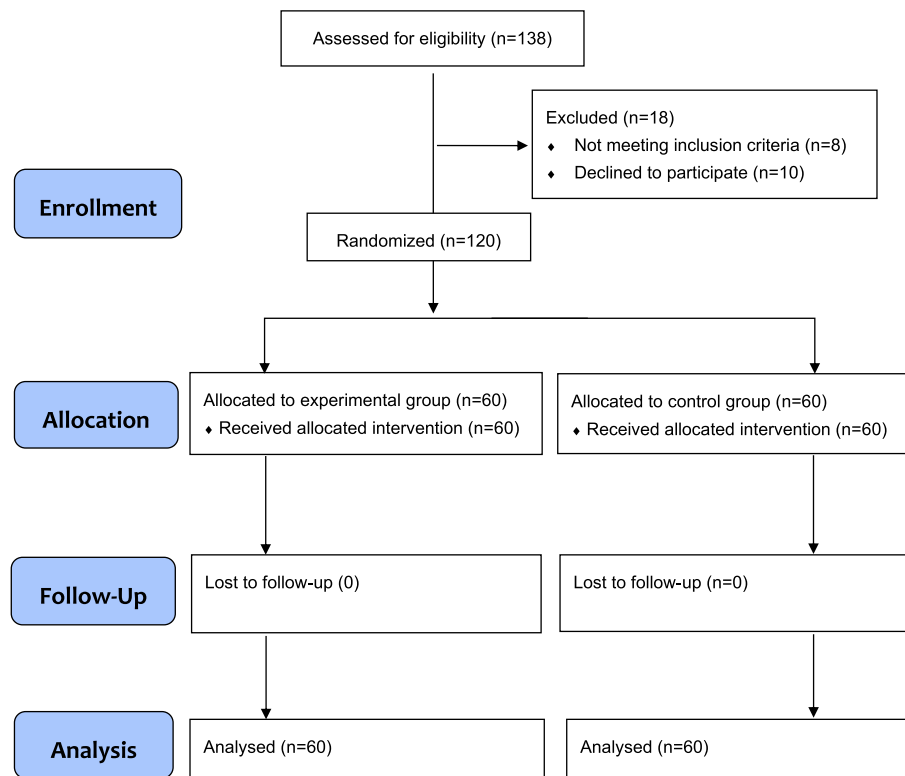 Assessed for eligibility (n=138)
Excluded (n=18)
♦ Not meeting inclusion criteria (n=8)
♦ Declined to participate (n=10)
Enrollment
Randomized (n=120)
Allocation
Allocated to experimental group (n=60)
♦ Received allocated intervention (n=60)
Allocated to control group (n=60)
♦ Received allocated intervention (n=60)
Follow-Up
Lost to follow-up (0)
Lost to follow-up (n=0)
Analysis
Analysed (n=60)
Analysed (n=60)